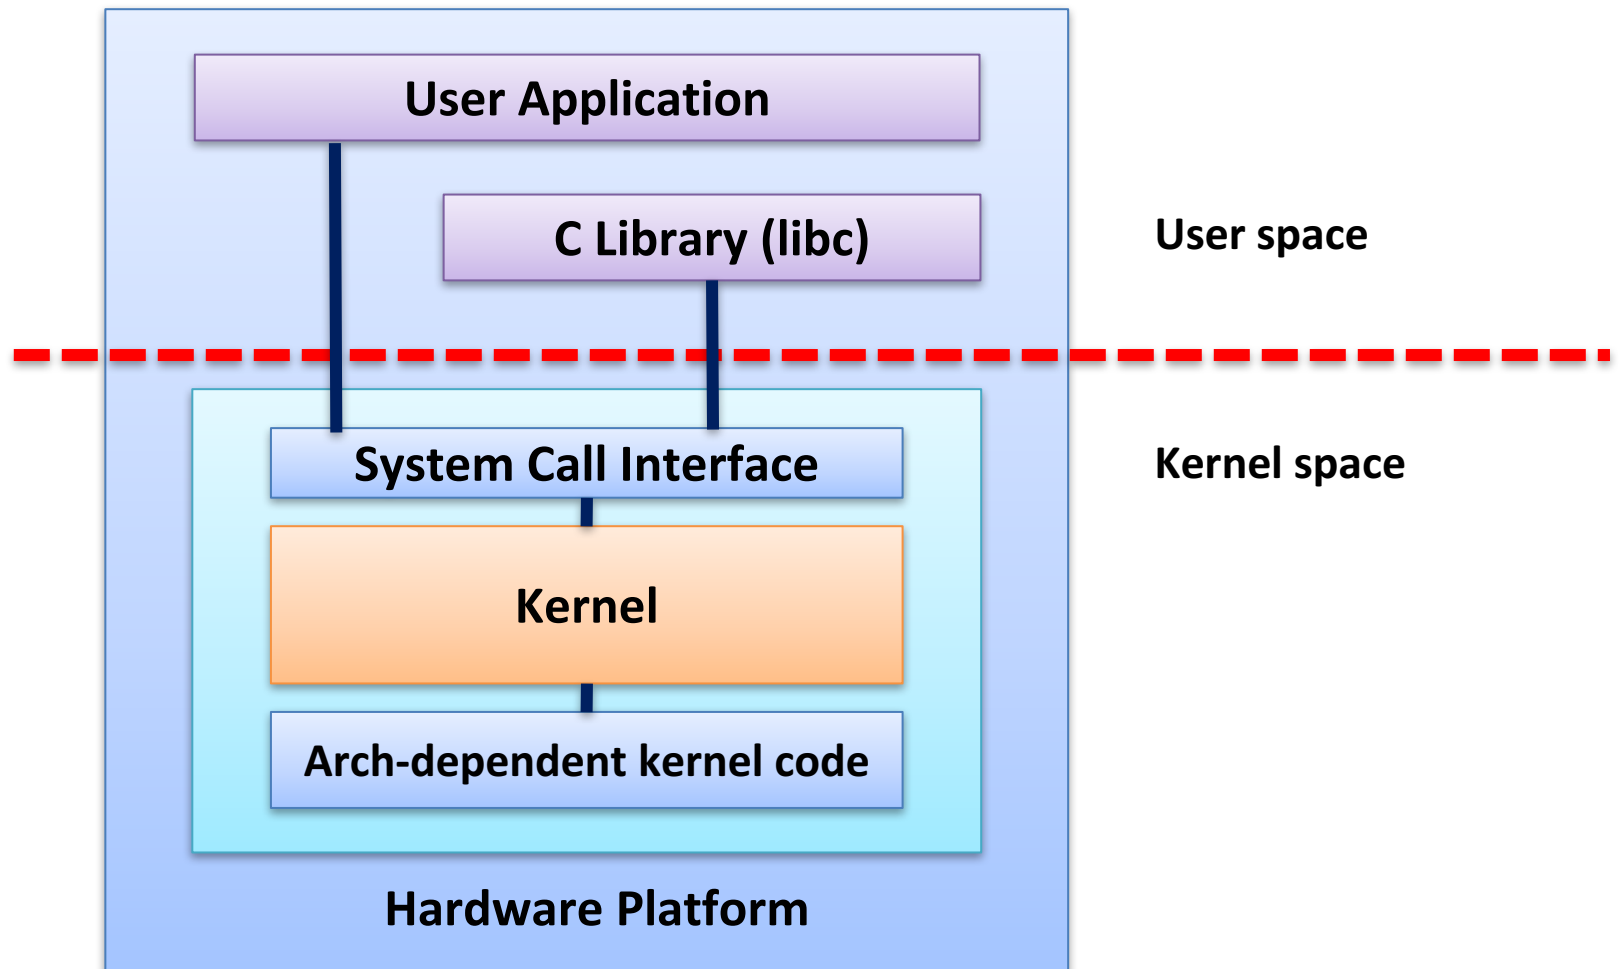 User Application
C Library (libc)
User space
System Call Interface
Kernel space
Kernel
Arch-dependent kernel code
Hardware Platform